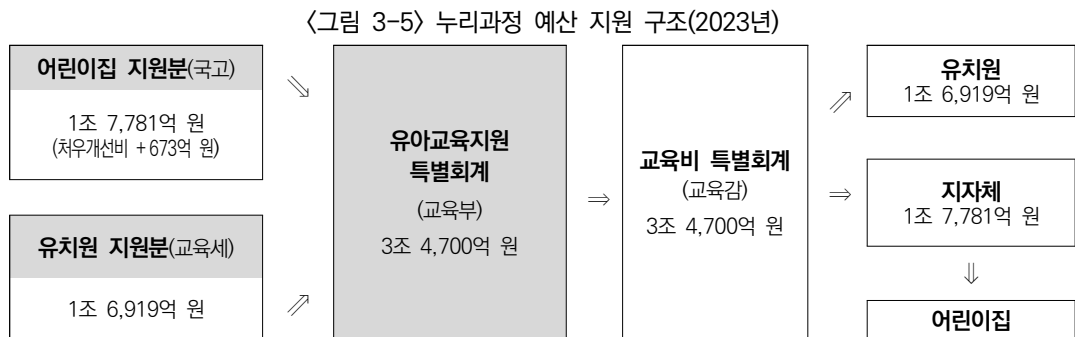 〈그림 3-5〉 누리과정 예산 지원 구조(2023년)
어린이집 지원분(국고)
1조 7,781억 원
(처우개선비 +673억 원)
유치원 지원분(교육세)
1조 6,919억 원
유아교육지원
특별회계
(교육부)
3조 4,700억 원
교육비 특별회계
(교육감)
3조 4,700억 원
유치원
1조 6,919억 원
지자체
1조 7,781억 원
어린이집